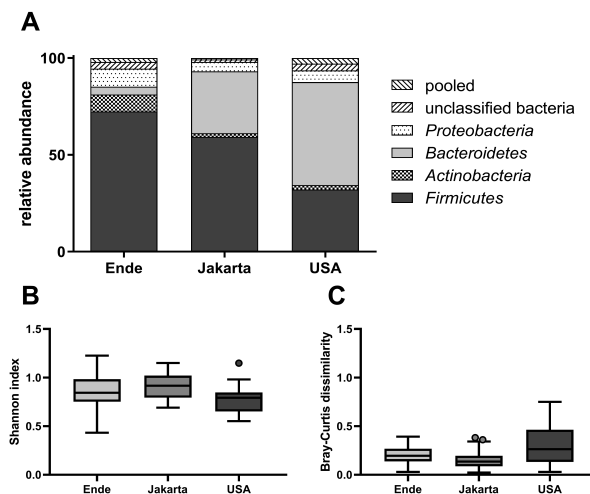 A
100
50
0
relative abundance
Ende
Jakarta
USA
pooled
unclassified bacteria
Proteobacteria
Bacteroidetes
Actinobacteria
Firmicutes
B
1.5
1.0
0.5
0.0
Shannon index
Ende
Jakarta
USA
C
1.5
1.0
0.5
0.0
Bray-Curtis dissimilarity
Ende
Jakarta
USA